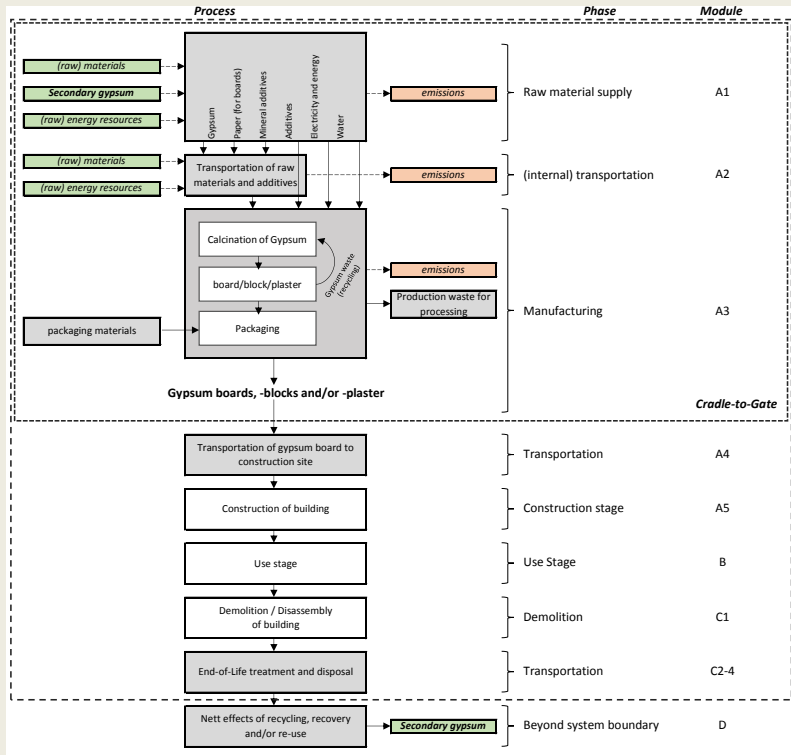 Process Phase Module
(raw) materials
Secondary gypsum
(raw) energy resources
Gypsum
Paper (for boards)
Mineral additives
Additives
Electricity and energy
Water
emissions
Raw material supply
A1
(raw) materials
(raw) energy resources
Transportation of raw
materials and additives
emissions
(internal) transportation
A2
Calcination of Gypsum
board/block/plaster
Packaging
Gypsum waste
(recycling)
emissions
Production waste for
processing
packaging materials
Manufacturing
A3
Gypsum boards, -blocks and/or -plaster
Cradle-to-Gate
Transportation of gypsum board to
construction site
Transportation
A4
Construction of building
Construction stage
A5
Use stage
Use Stage
B
Demolition / Disassembly
of building
Demolition
C1
End-of-Life treatment and disposal
Transportation
C2-4
Nett effects of recycling, recovery
and/or re-use
Secondary gypsum
Beyond system boundary
D